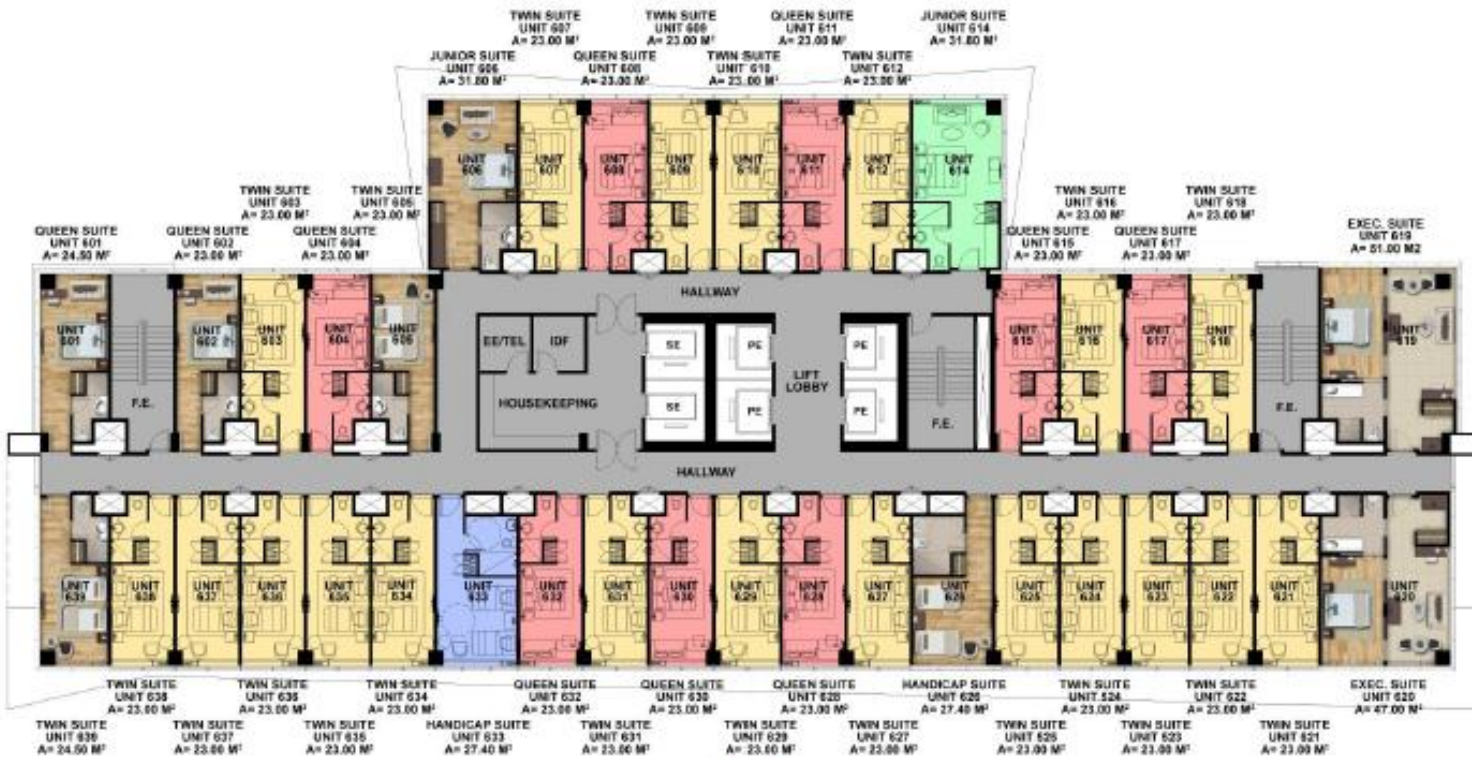 TWIN SUITE
UNIT 607
A= 23.00 M²
TWIN SUITE
UNIT 609
A= 23.00 M²
QUEEN SUITE
UNIT 611
A= 23.00 M²
JUNIOR SUITE
UNIT 614
A= 31.80 M²
JUNIOR SUITE
UNIT 606
A= 31.80 M²
QUEEN SUITE
UNIT 608
A= 23.00 M²
TWIN SUITE
UNIT 610
A= 23.00 M²
TWIN SUITE
UNIT 612
A= 23.00 M²
UNIT
606
UNIT
607
UNIT
608
UNIT
609
UNIT
610
UNIT
611
UNIT
612
UNIT
614
TWIN SUITE
UNIT 603
A= 23.00 M²
TWIN SUITE
UNIT 605
A= 23.00 M²
TWIN SUITE
UNIT 616
A= 23.00 M²
TWIN SUITE
UNIT 618
A= 23.00 M²
QUEEN SUITE
UNIT 601
A= 24.50 M²
QUEEN SUITE
UNIT 602
A= 23.00 M²
QUEEN SUITE
UNIT 604
A= 23.00 M²
QUEEN SUITE
UNIT 615
A= 23.00 M²
QUEEN SUITE
UNIT 617
A= 23.00 M²
EXEC. SUITE
UNIT 619
A= 51.00 M2
HALLWAY
UNIT
601
UNIT
602
UNIT
603
UNIT
604
UNIT
605
EE/TEL
IDF
SE
PE
PE
UNIT
615
UNIT
616
UNIT
617
UNIT
618
UNIT
619
LIFT
LOBBY
F.E.
HOUSEKEEPING
SE
PE
PE
F.E.
F.E.
HALLWAY
UNIT
639
UNIT
638
UNIT
637
UNIT
636
UNIT
635
UNIT
634
UNIT
633
UNIT
632
UNIT
631
UNIT
630
UNIT
629
UNIT
628
UNIT
627
UNIT
626
UNIT
625
UNIT
624
UNIT
623
UNIT
622
UNIT
621
UNIT
620
TWIN SUITE
UNIT 638
A= 23.00 M²
TWIN SUITE
UNIT 636
A= 23.00 M²
TWIN SUITE
UNIT 634
A= 23.00 M²
QUEEN SUITE
UNIT 632
A= 23.00 M²
QUEEN SUITE
UNIT 630
A= 23.00 M²
QUEEN SUITE
UNIT 628
A= 23.00 M²
HANDICAP SUITE
UNIT 626
A= 27.40 M²
TWIN SUITE
UNIT 524
A= 23.00 M²
TWIN SUITE
UNIT 622
A= 23.00 M²
EXEC. SUITE
UNIT 620
A= 47.00 M²
TWIN SUITE
UNIT 639
A= 24.50 M²
TWIN SUITE
UNIT 637
A= 23.00 M²
TWIN SUITE
UNIT 635
A= 23.00 M²
HANDICAP SUITE
UNIT 633
A= 27.40 M²
TWIN SUITE
UNIT 631
A= 23.00 M²
TWIN SUITE
UNIT 629
A= 23.00 M²
TWIN SUITE
UNIT 627
A= 23.00 M²
TWIN SUITE
UNIT 525
A= 23.00 M²
TWIN SUITE
UNIT 523
A= 23.00 M²
TWIN SUITE
UNIT 621
A= 23.00 M²